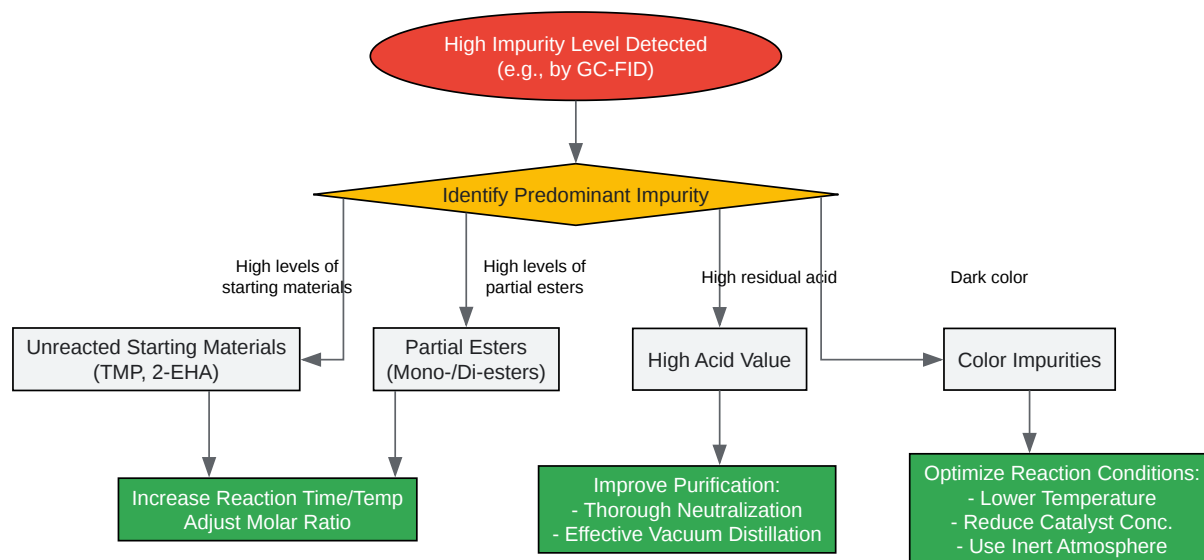 High Impurity Level Detected
(e.g., by GC-FID)
Identify Predominant Impurity
High levels of
starting materials
High levels of
partial esters
High residual acid
Dark color
Unreacted Starting Materials
(TMP, 2-EHA)
Partial Esters
(Mono-/Di-esters)
High Acid Value
Color Impurities
Increase Reaction Time/Temp
Adjust Molar Ratio
Improve Purification:
- Thorough Neutralization
- Effective Vacuum Distillation
Optimize Reaction Conditions:
- Lower Temperature
- Reduce Catalyst Conc.
- Use Inert Atmosphere